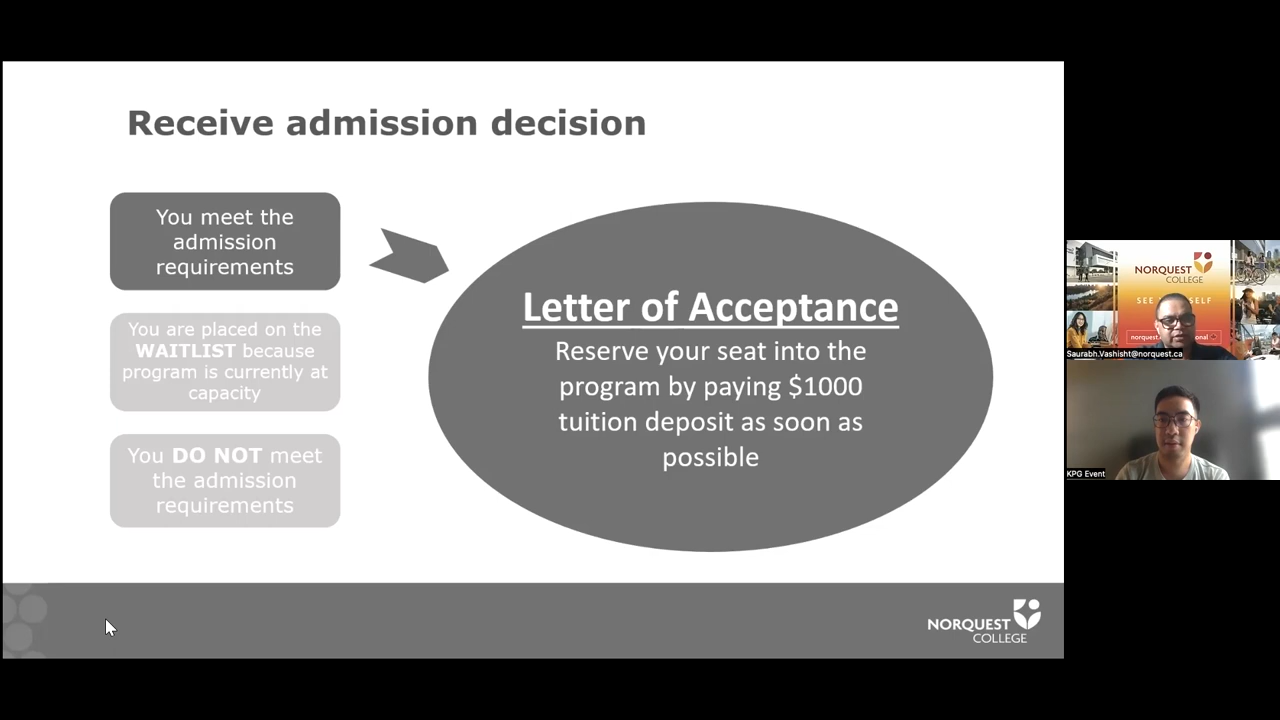 Receive admission decision
You meet the
admission
requirements
You are placed on the
WAITLIST because
program is currently at
capacity
You DO NOT meet
the admission
requirements
Letter of Acceptance
Reserve your seat into the
program by paying $1000
tuition deposit as soon as
possible
NORQUEST
COLLEGE
NORQUEST
COLLEGE
Saurabh.Vashisht@norquest.ca
KPG Event